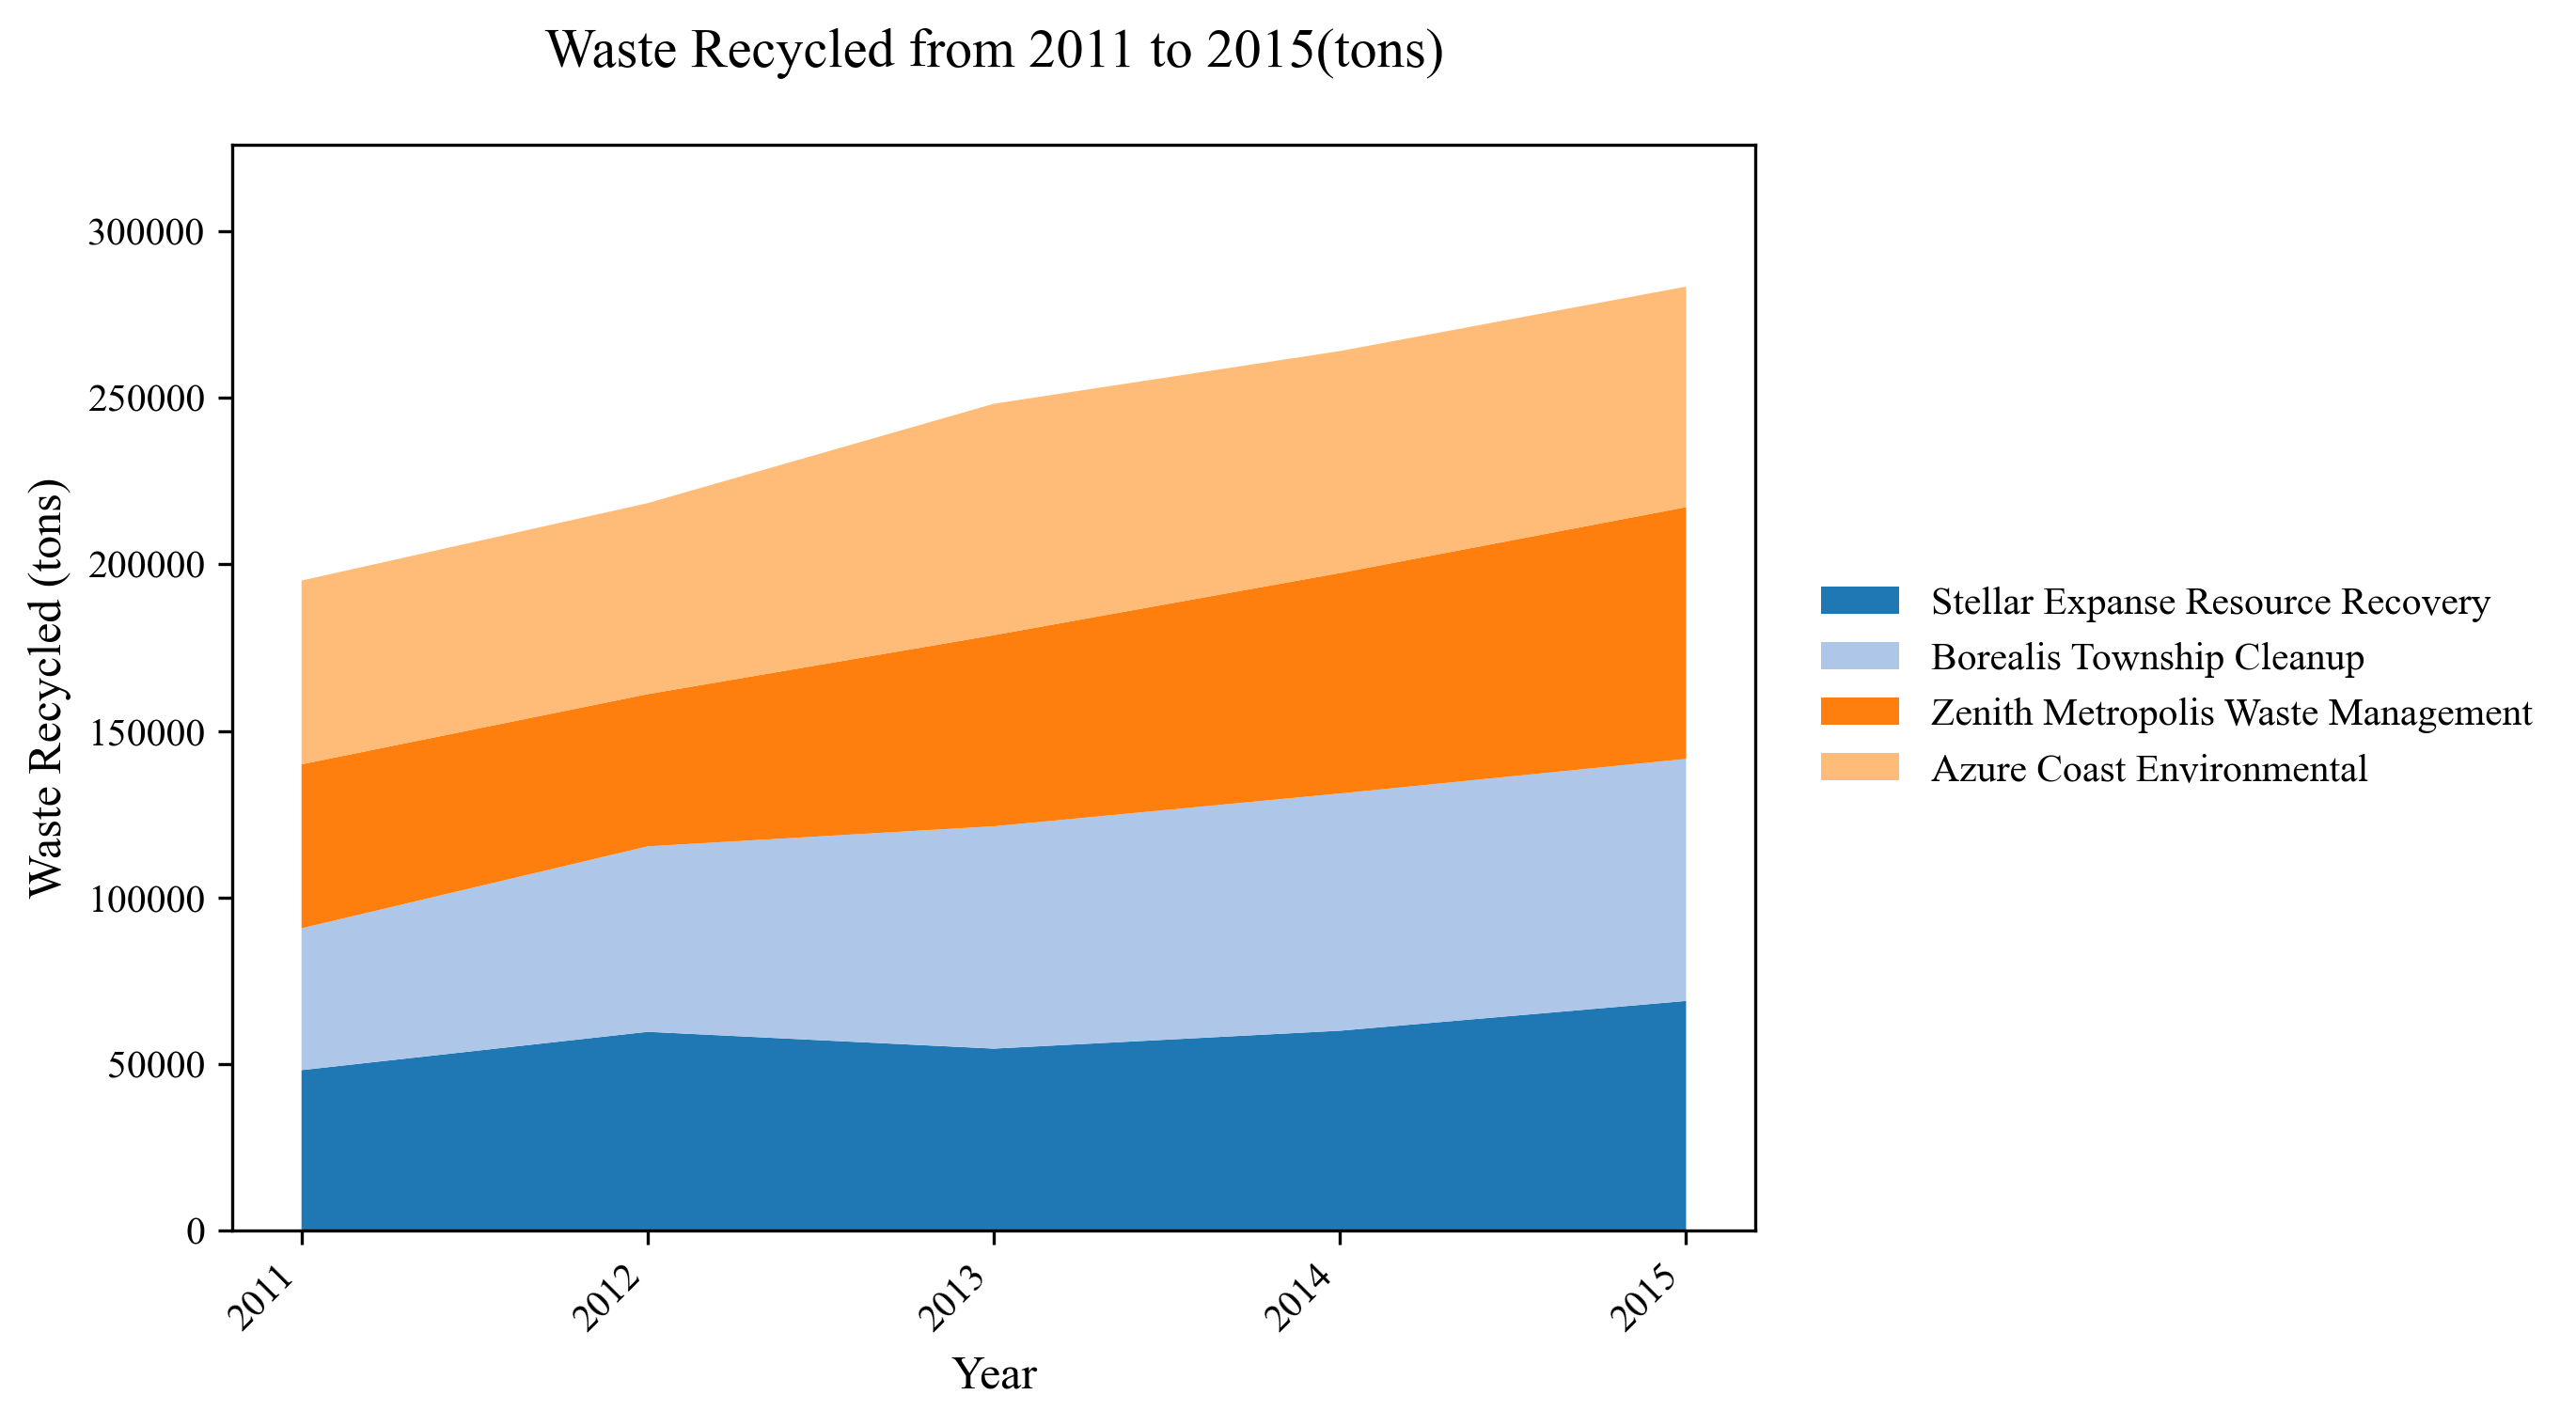 Waste Recycled from 2011 to 2015(tons)
Waste Recycled (tons)
300000
250000
200000
150000
100000
50000
0
2011
2012
2013
2014
2015
Year
Stellar Expanse Resource Recovery
Borealis Township Cleanup
Zenith Metropolis Waste Management
Azure Coast Environmental